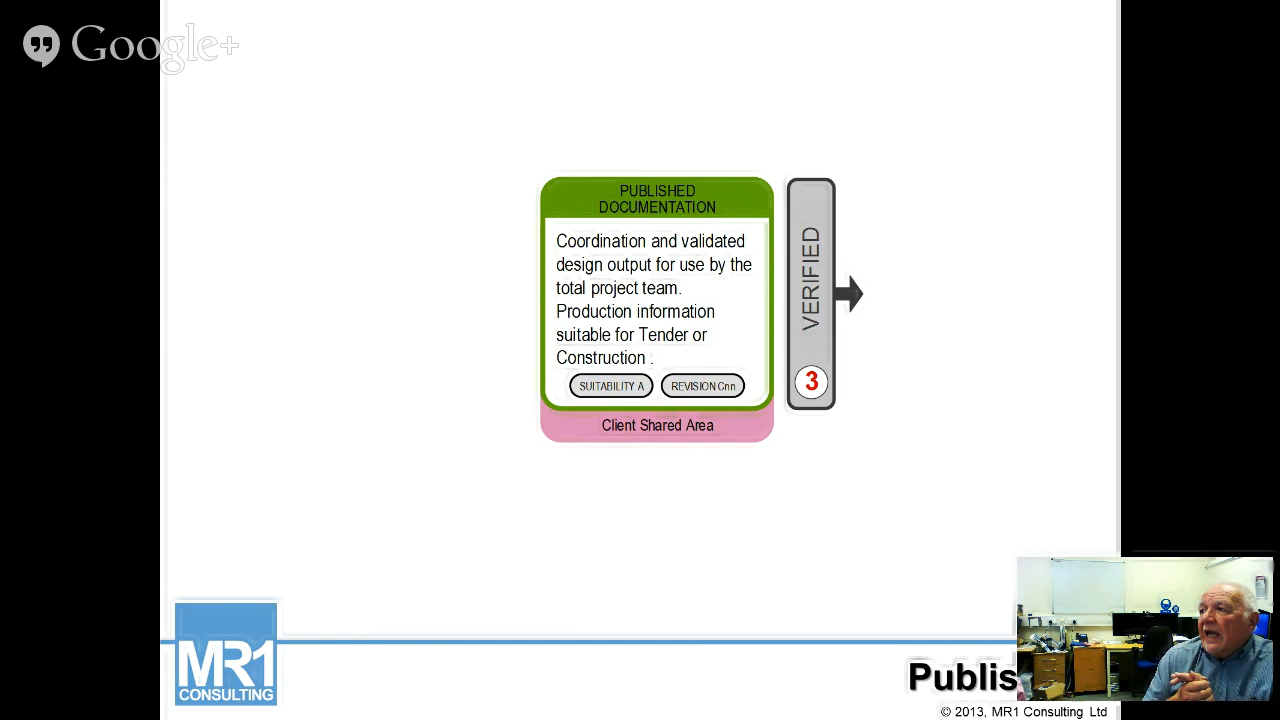 Google+
PUBLISHED
DOCUMENTATION
Coordination and validated
design output for use by the
total project team.
Production information
suitable for Tender or
Construction .
SUITABILITY A
REVISION Cnn
Client Shared Area
VERIFIED
3
MR1
CONSULTING
Publis
© 2013, MR1 Consulting Ltd